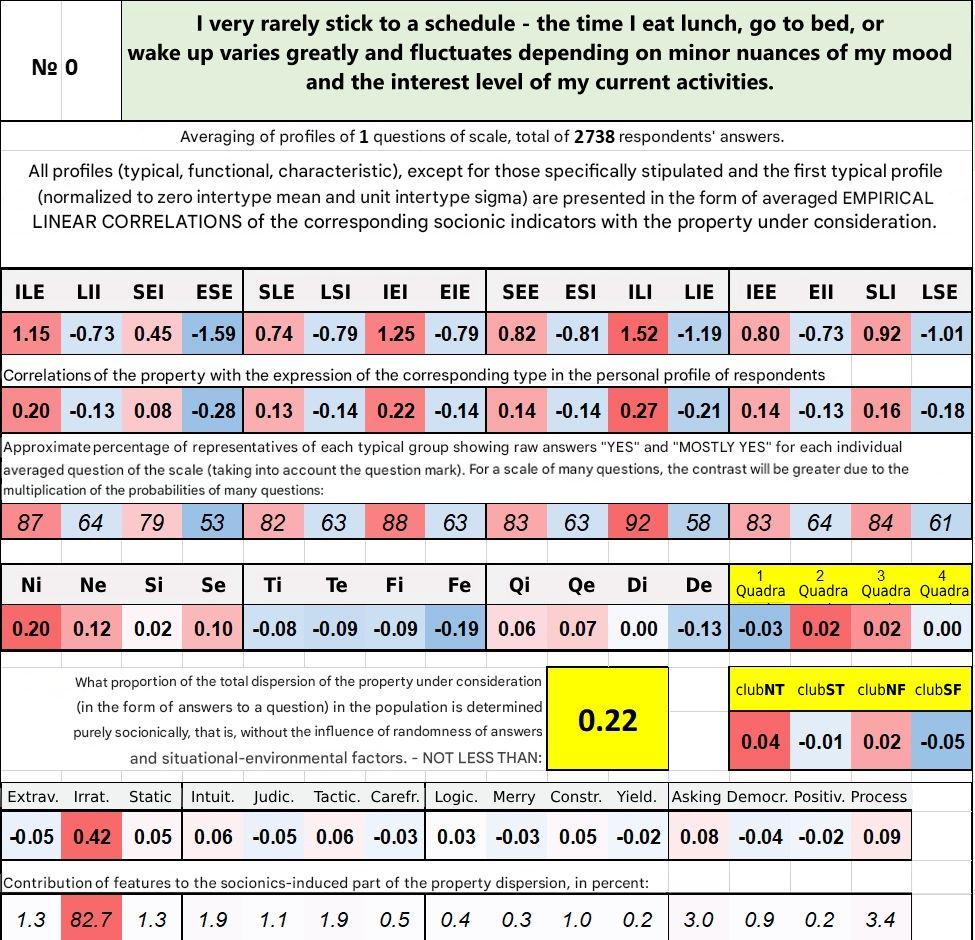 № 0
I very rarely stick to a schedule - the time I eat lunch, go to bed, or
wake up varies greatly and fluctuates depending on minor nuances of my mood
and the interest level of my current activities.
Averaging of profiles of 1 questions of scale, total of 2738 respondents' answers.
All profiles (typical, functional, characteristic), except for those specifically stipulated and the first typical profile
(normalized to zero intertype mean and unit intertype sigma) are presented in the form of averaged EMPIRICAL
LINEAR CORRELATIONS of the corresponding socionic indicators with the property under consideration.
ILE LII SEI ESE SLE LSI IEI EIE SEE ESI ILI LIE IEE EII SLI LSE
1.15 -0.73 0.45 -1.59 0.74 -0.79 1.25 -0.79 0.82 -0.81 1.52 -1.19 0.80 -0.73 0.92 -1.01
Correlations of the property with the expression of the corresponding type in the personal profile of respondents
0.20 -0.13 0.08 -0.28 0.13 -0.14 0.22 -0.14 0.14 -0.14 0.27 -0.21 0.14 -0.13 0.16 -0.18
Approximate percentage of representatives of each typical group showing raw answers "YES" and "MOSTLY YES" for each individual
averaged question of the scale (taking into account the question mark). For a scale of many questions, the contrast will be greater due to the
multiplication of the probabilities of many questions:
87 64 79 53 82 63 88 63 83 63 92 58 83 64 84 61
Ni Ne Si Se Ti Te Fi Fe Qi Qe Di De 1 Quadra 2 Quadra 3 Quadra 4 Quadra
0.20 0.12 0.02 0.10 -0.08 -0.09 -0.09 -0.19 0.06 0.07 0.00 -0.13 -0.03 0.02 0.02 0.00
What proportion of the total dispersion of the property under consideration
(in the form of answers to a question) in the population is determined
purely socionically, that is, without the influence of randomness of answers
and situational-environmental factors. - NOT LESS THAN:
0.22
clubNT clubST clubNF clubSF
0.04 -0.01 0.02 -0.05
Extrav. Irrat. Static Intuit. Judic. Tactic. Carefr. Logic. Merry Constr. Yield. Asking Democr. Positiv. Process
-0.05 0.42 0.05 0.06 -0.05 0.06 -0.03 0.03 -0.03 0.05 -0.02 0.08 -0.04 -0.02 0.09
Contribution of features to the socionics-induced part of the property dispersion, in percent:
1.3 82.7 1.3 1.9 1.1 1.9 0.5 0.4 0.3 1.0 0.2 3.0 0.9 0.2 3.4